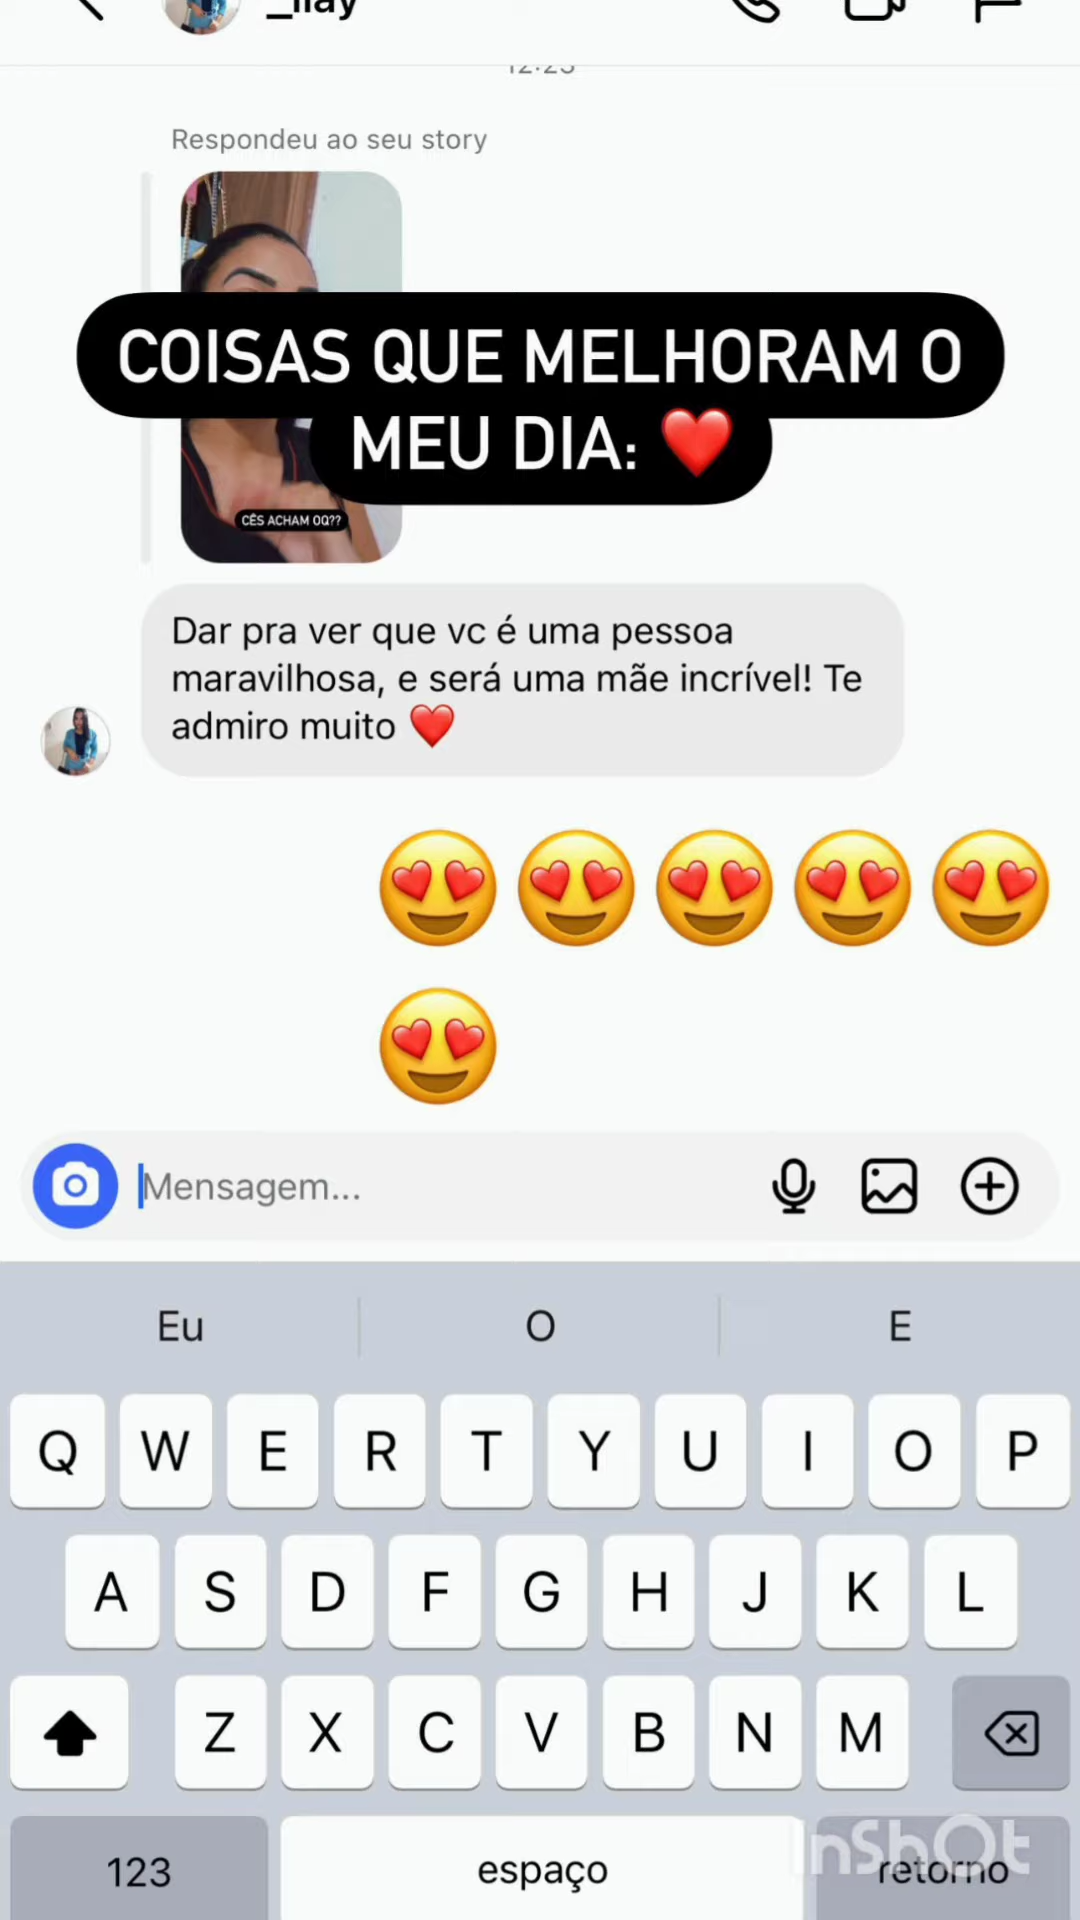 Respondeu ao seu story
COISAS QUE MELHORAM O
MEU DIA: ❤️
CÊS ACHAM OQ??
Dar pra ver que vc é uma pessoa
maravilhosa, e será uma mãe incrível! Te
admiro muito ❤️
😍😍😍😍😍
😍
Mensagem...
Eu O E
Q W E R T Y U I O P
A S D F G H J K L
Z X C V B N M
123 espaço retorno
InShOt